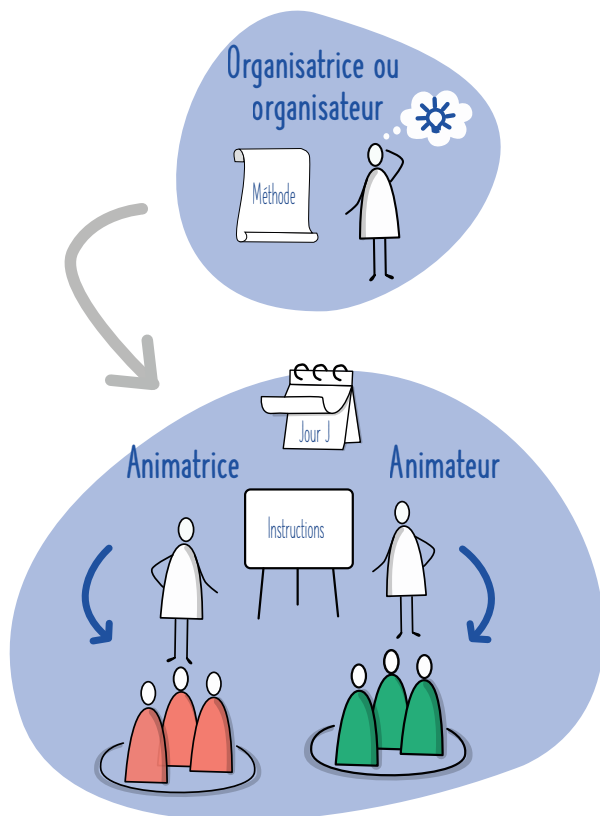 Organisatrice ou
organisateur
Méthode
Jour J
Animatrice
Animateur
Instructions